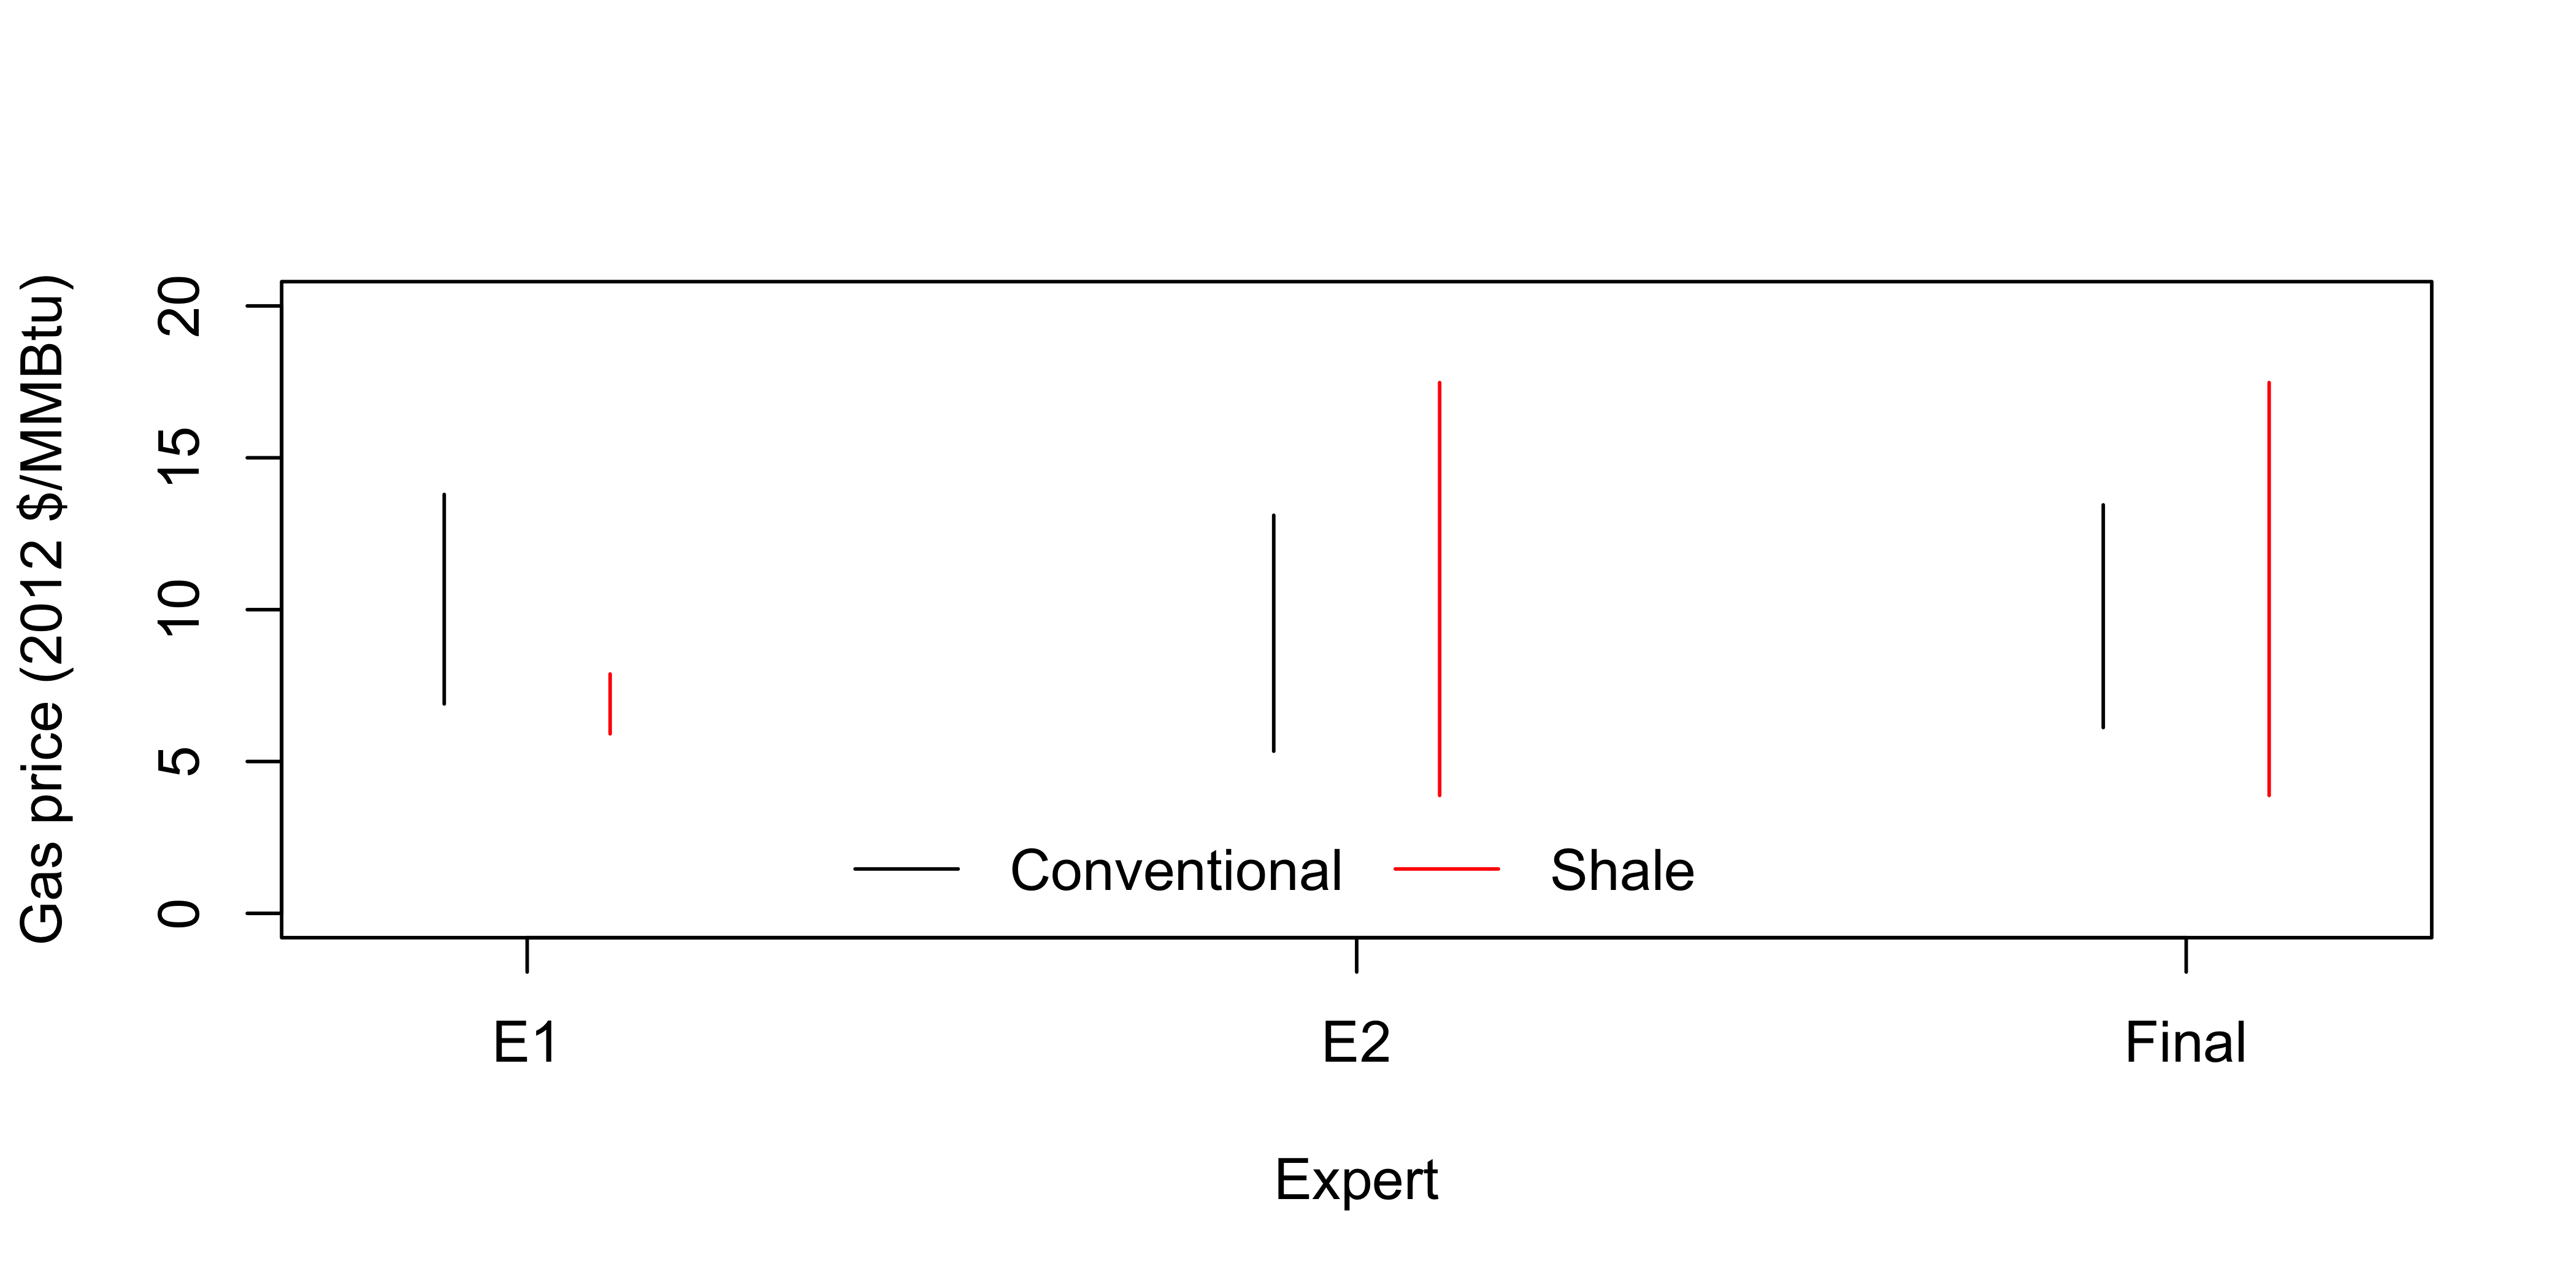 Gas price (2012 $/MMBtu)
20
15
10
5
0
Conventional Shale
E1 E2 Final
Expert